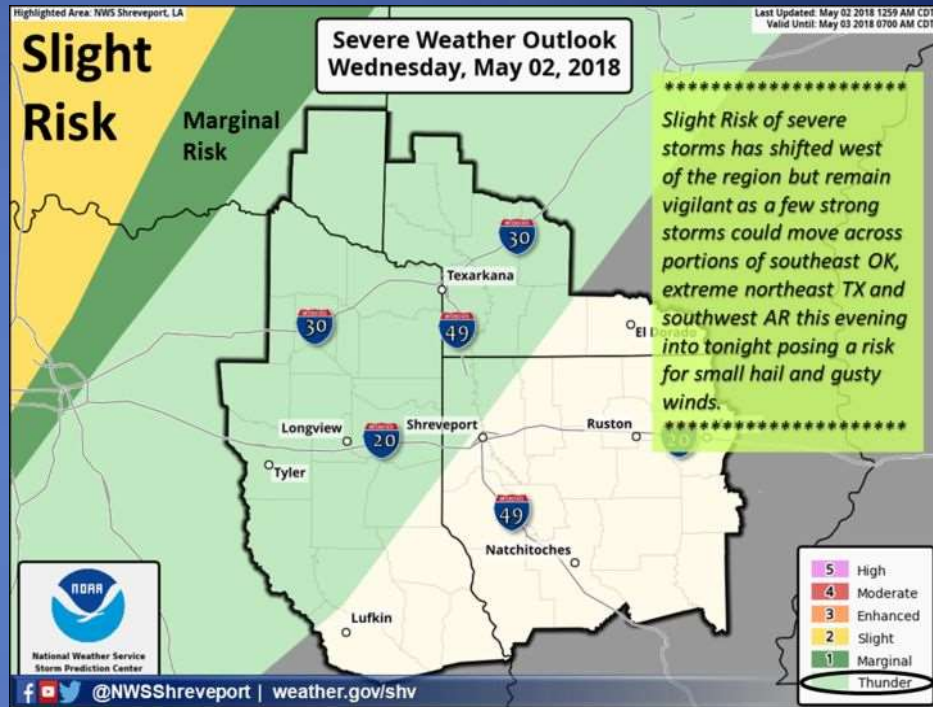 Highlighted Area: NWS Shreveport, LA
Last Updated: May 02 2018 1259 AM CDT
Valid Until: May 03 2018 0700 AM CDT
Slight
Risk
Severe Weather Outlook
Wednesday, May 02, 2018
Marginal
Risk
********************
Slight Risk of severe
storms has shifted west
of the region but remain
vigilant as a few strong
storms could move across
portions of southeast OK,
extreme northeast TX and
southwest AR this evening
into tonight posing a risk
for small hail and gusty
winds.
********************
30
Texarkana
30
49
El Dorado
Longview
20
Shreveport
Ruston
20
Tyler
49
Natchitoches
Lufkin
NOAA
National Weather Service
Storm Prediction Center
5 High
4 Moderate
3 Enhanced
2 Slight
1 Marginal
Thunder
@NWSShreveport | weather.gov/shv